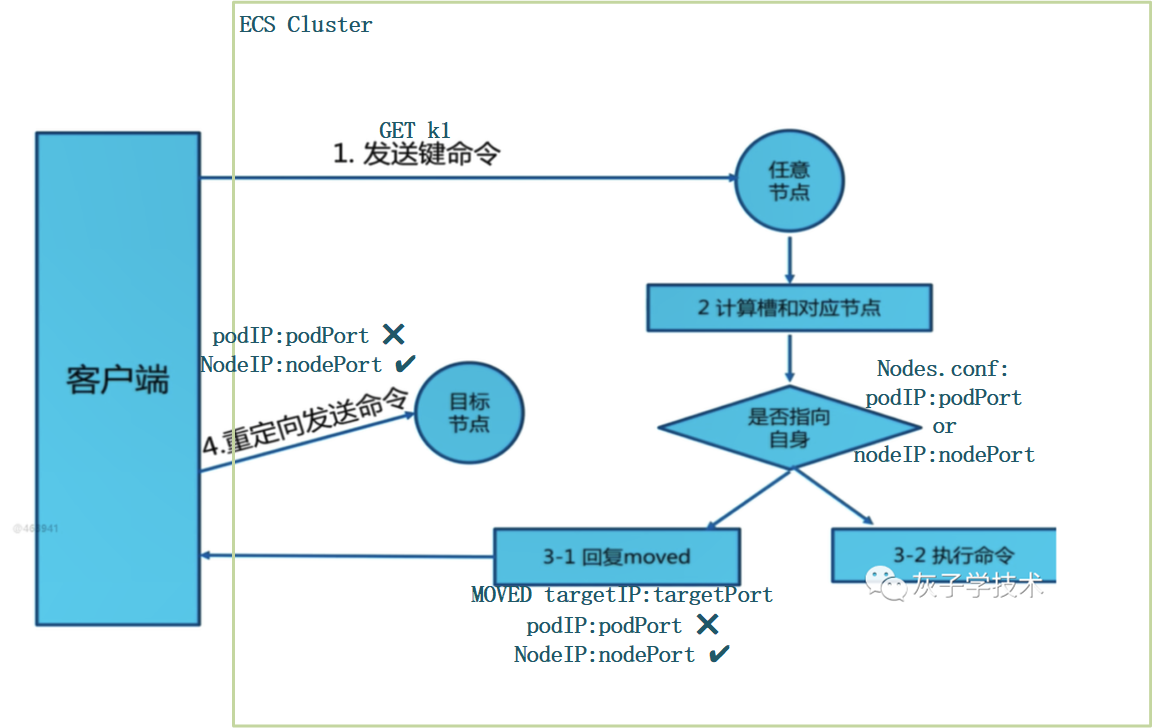 ECS Cluster
GET k1
1. 发送键命令
任意
节点
2 计算槽和对应节点
podIP:podPort ✖
NodeIP:nodePort ✔
客户端
4.重定向发送命令
目标
节点
Nodes.conf:
podIP:podPort
or
nodeIP:nodePort
是否指向
自身
3-1 回复moved
3-2 执行命令
MOVED targetIP:targetPort
podIP:podPort ✖
NodeIP:nodePort ✔
灰子学技术